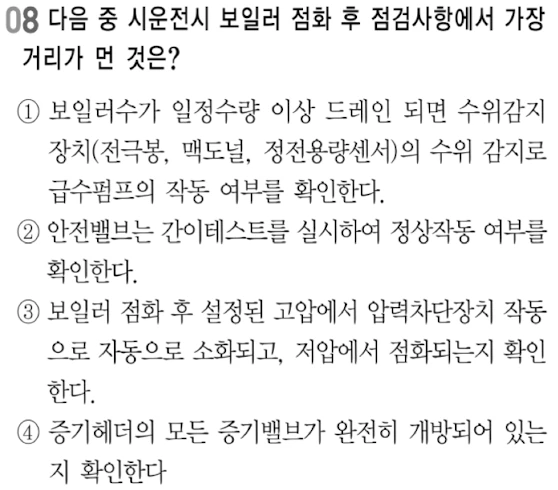 08 다음 중 시운전시 보일러 점화 후 점검사항에서 가장
거리가 먼 것은?
① 보일러수가 일정수량 이상 드레인 되면 수위감지
장치(전극봉, 맥도널, 정전용량센서)의 수위 감지로
급수펌프의 작동 여부를 확인한다.
② 안전밸브는 간이테스트를 실시하여 정상작동 여부를
확인한다.
③ 보일러 점화 후 설정된 고압에서 압력차단장치 작동
으로 자동으로 소화되고, 저압에서 점화되는지 확인
한다.
④ 증기헤더의 모든 증기밸브가 완전히 개방되어 있는
지 확인한다